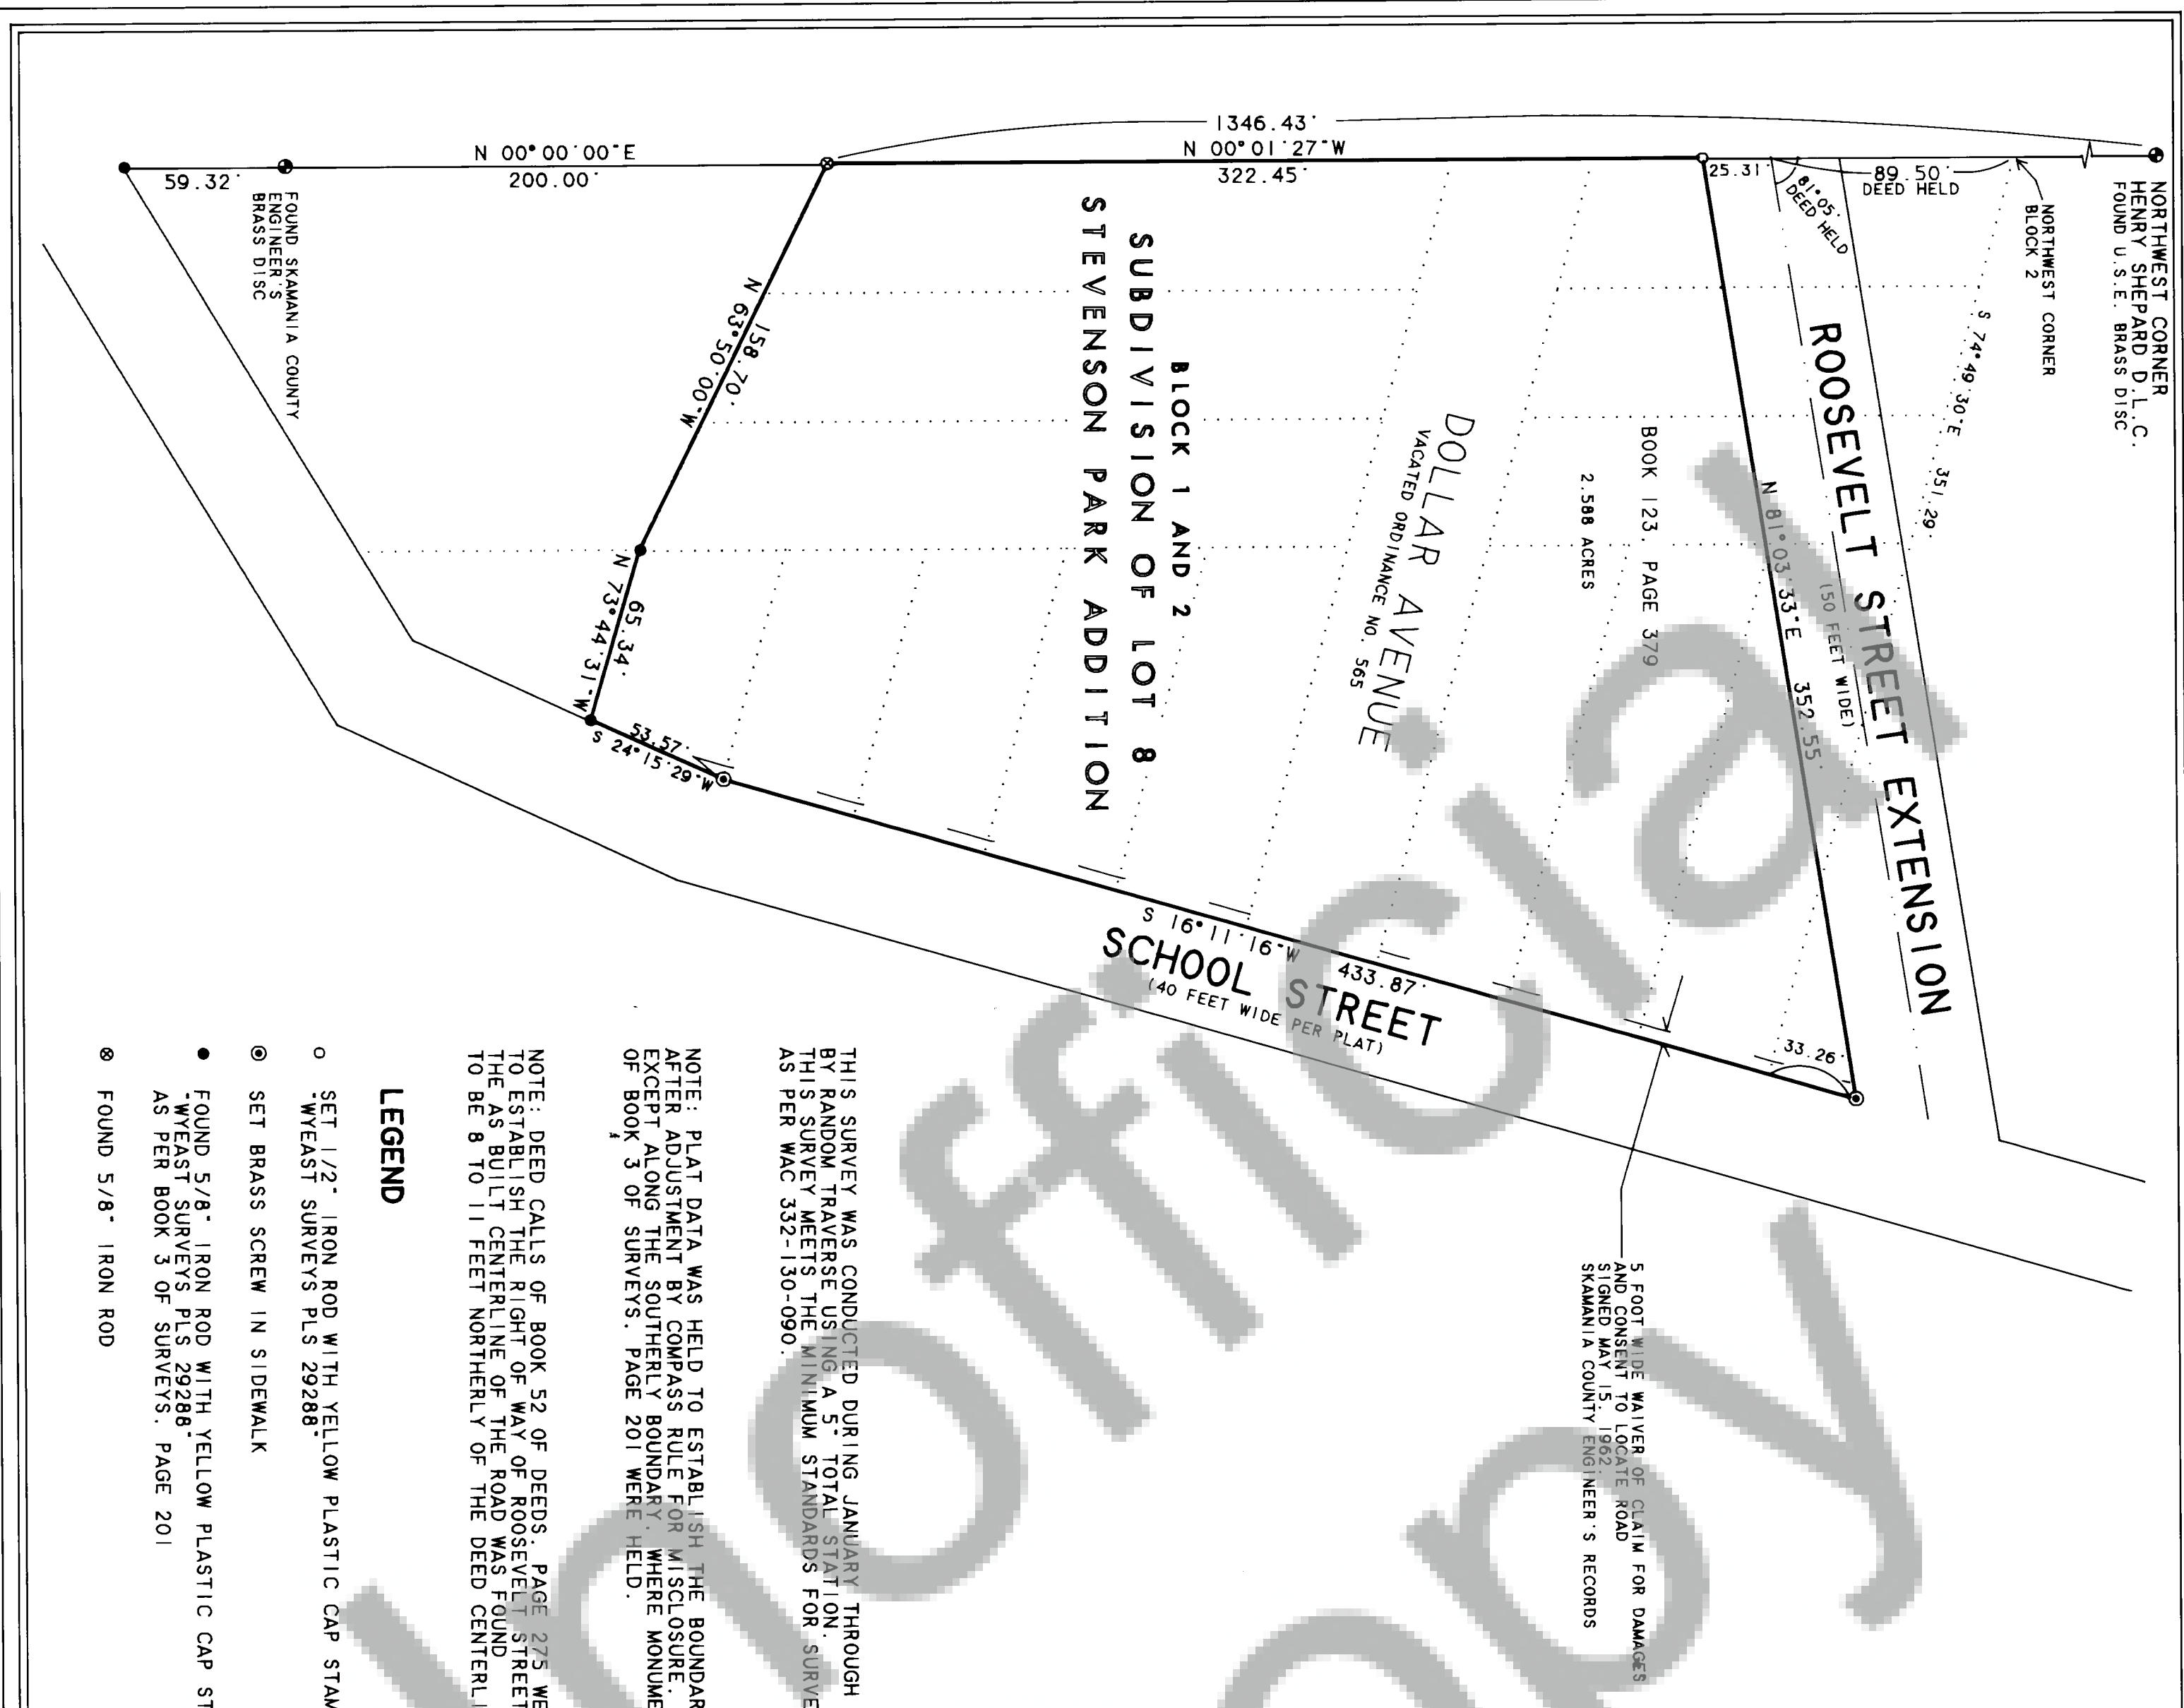 1346.43'
N 00°01'27"W
322.45'
N 00°00'00"E
200.00'
59.32'
25.31'
89.50'
DEED HELD
81°05'
DEED HELD
NORTHWEST CORNER
HENRY SHEPARD D.L.C.
FOUND U.S.E. BRASS DISC
NORTHWEST CORNER
BLOCK 2
S 74°49'30"E 351.29'
ROOSEVELT STREET EXTENSION
(50 FEET WIDE)
N 81°03'33"E 352.55'
BOOK 123, PAGE 379
2.588 ACRES
DOLLAR AVENUE
VACATED ORDINANCE NO. 565
BLOCK 1 AND 2
SUBDIVISION OF LOT 8
STEVENSON PARK ADDITION
FOUND SKAMANIA COUNTY
ENGINEER'S
BRASS DISC
158.70'
N 63°50'00"W
65.34'
N 73°44'31"W
53.57'
S 24°15'29"W
S 16°11'16"W 433.87'
SCHOOL STREET
(40 FEET WIDE PER PLAT)
33.26'
5 FOOT WIDE WAIVER OF CLAIM FOR DAMAGES
AND CONSENT TO LOCATE ROAD
SIGNED MAY 15, 1962.
SKAMANIA COUNTY ENGINEER'S RECORDS
THIS SURVEY WAS CONDUCTED DURING JANUARY THROUGH
BY RANDOM TRAVERSE USING A 5" TOTAL STATION.
THIS SURVEY MEETS THE MINIMUM STANDARDS FOR SURVE
AS PER WAC 332-130-090.
NOTE: PLAT DATA WAS HELD TO ESTABLISH THE BOUNDAR
AFTER ADJUSTMENT BY COMPASS RULE FOR MISCLOSURE.
EXCEPT ALONG THE SOUTHERLY BOUNDARY. WHERE MONUME
OF BOOK 3 OF SURVEYS. PAGE 201 WERE HELD.
NOTE: DEED CALLS OF BOOK 52 OF DEEDS. PAGE 275 WE
TO ESTABLISH THE RIGHT OF WAY OF ROOSEVELT STREET
THE AS BUILT CENTERLINE OF THE ROAD WAS FOUND
TO BE 8 TO 11 FEET NORTHERLY OF THE DEED CENTERLI
LEGEND
SET 1/2" IRON ROD WITH YELLOW PLASTIC CAP STAM
"WYEAST SURVEYS PLS 29288"
SET BRASS SCREW IN SIDEWALK
FOUND 5/8" IRON ROD WITH YELLOW PLASTIC CAP ST
"WYEAST SURVEYS PLS 29288"
AS PER BOOK 3 OF SURVEYS. PAGE 201
FOUND 5/8" IRON ROD
nofficial
opy